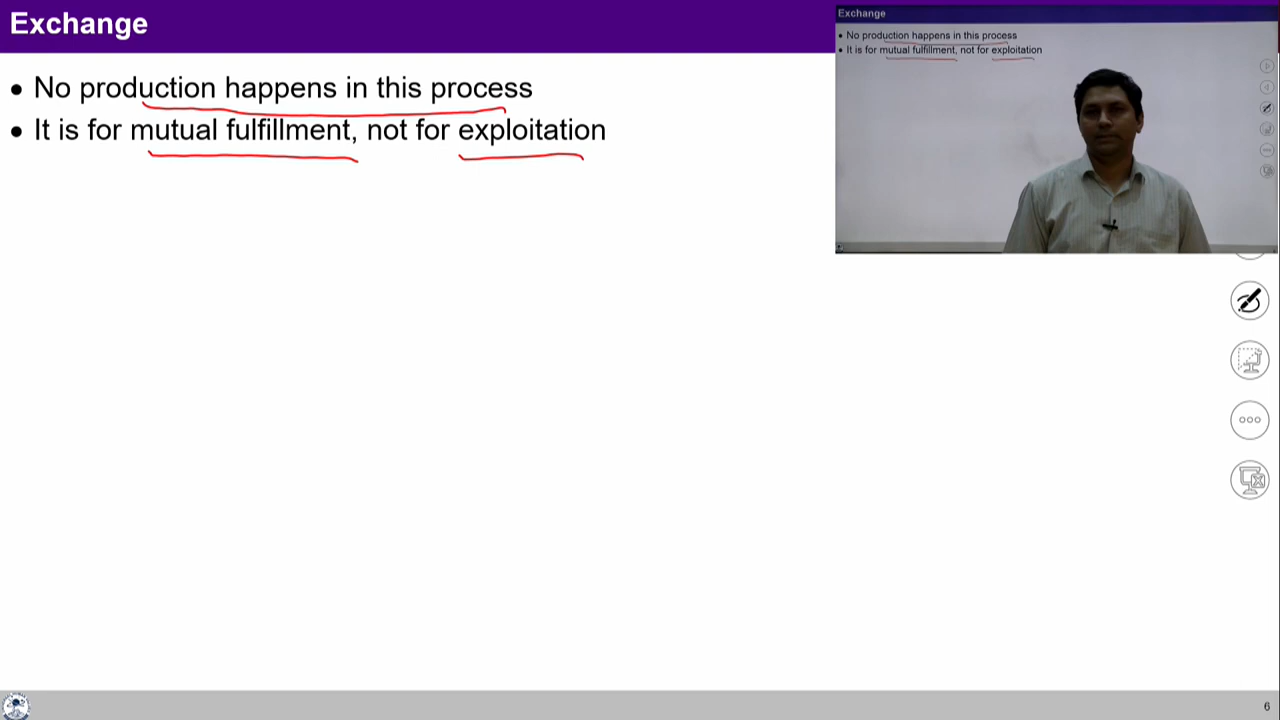 Exchange
• No production happens in this process
• It is for mutual fulfillment, not for exploitation
Exchange
• No production happens in this process
• It is for mutual fulfillment, not for exploitation
6